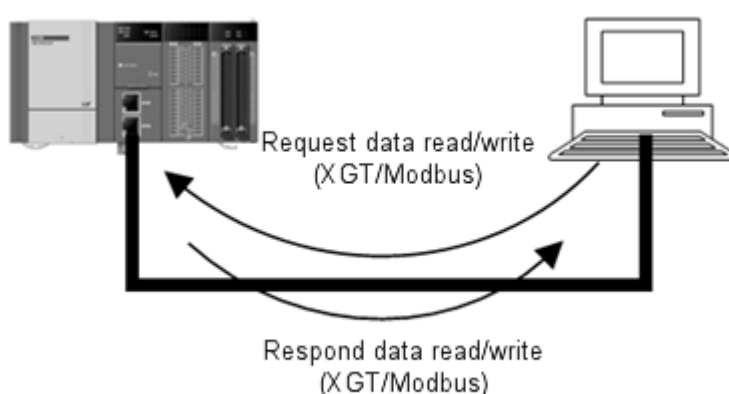 Request data read/write
(XGT/Modbus)
Respond data read/write
(XGT/Modbus)